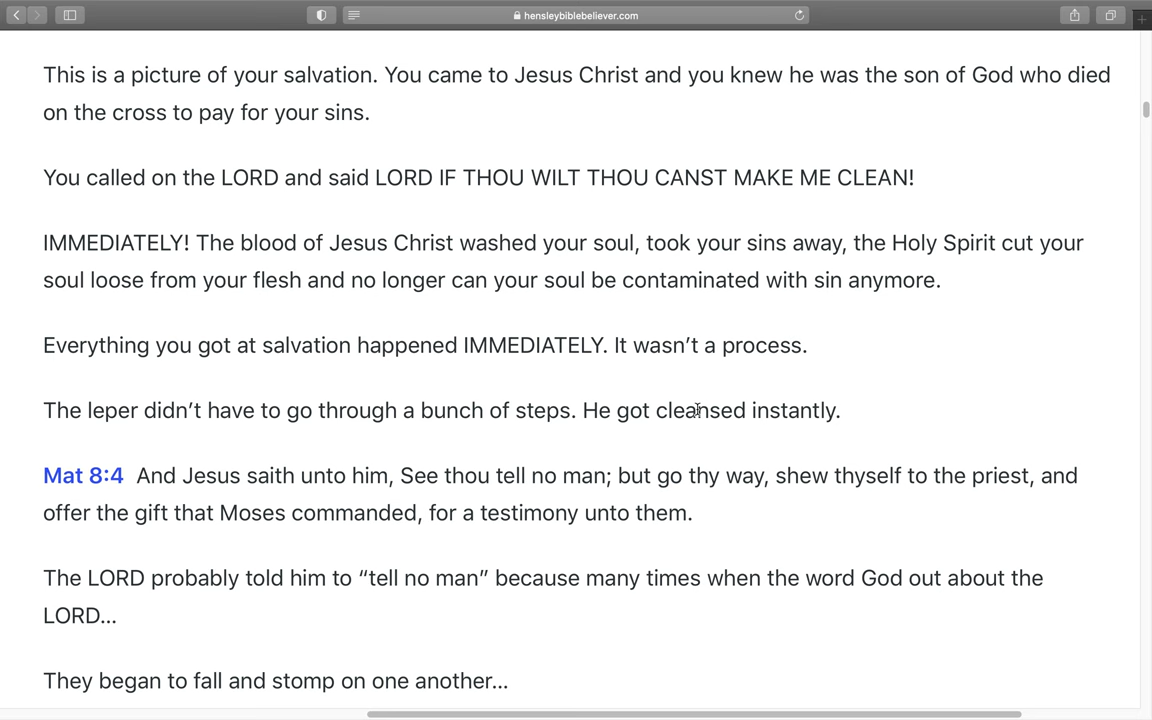 hensleybiblebeliever.com
This is a picture of your salvation. You came to Jesus Christ and you knew he was the son of God who died
on the cross to pay for your sins.
You called on the LORD and said LORD IF THOU WILT THOU CANST MAKE ME CLEAN!
IMMEDIATELY! The blood of Jesus Christ washed your soul, took your sins away, the Holy Spirit cut your
soul loose from your flesh and no longer can your soul be contaminated with sin anymore.
Everything you got at salvation happened IMMEDIATELY. It wasn’t a process.
The leper didn’t have to go through a bunch of steps. He got cleansed instantly.
Mat 8:4 And Jesus saith unto him, See thou tell no man; but go thy way, shew thyself to the priest, and
offer the gift that Moses commanded, for a testimony unto them.
The LORD probably told him to “tell no man” because many times when the word God out about the
LORD…
They began to fall and stomp on one another…